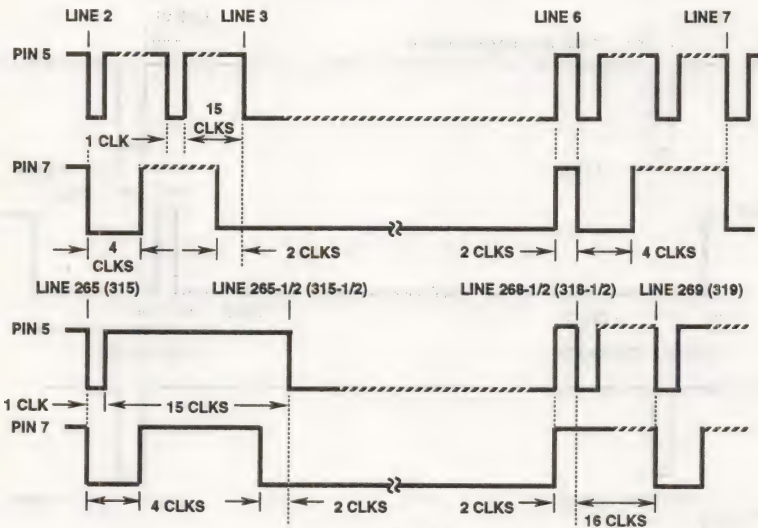 LINE 2 LINE 3 LINE 6 LINE 7
PIN 5
15
CLKS
1 CLK
PIN 7
4
CLKS
2 CLKS 2 CLKS 4 CLKS
LINE 265 (315) LINE 265-1/2 (315-1/2) LINE 268-1/2 (318-1/2) LINE 269 (319)
PIN 5
1 CLK 15 CLKS
PIN 7
4 CLKS 2 CLKS 2 CLKS
16 CLKS